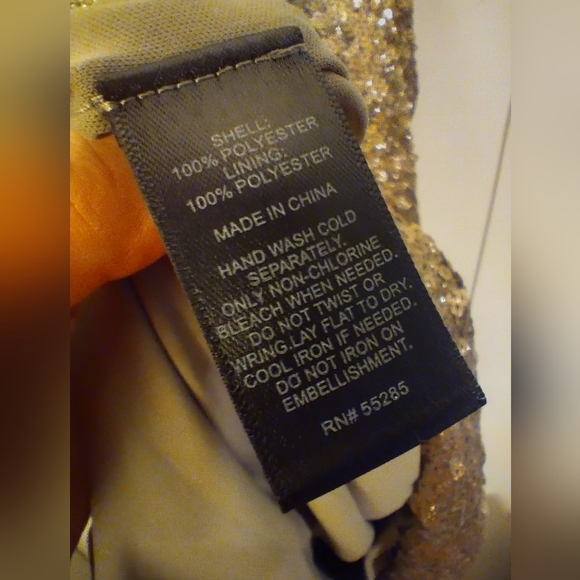 SHELL:
100% POLYESTER
LINING:
100% POLYESTER
MADE IN CHINA
HAND WASH COLD
SEPARATELY.
ONLY NON-CHLORINE
BLEACH WHEN NEEDED.
DO NOT TWIST OR
WRING.LAY FLAT TO DRY.
COOL IRON IF NEEDED.
DO NOT IRON ON
EMBELLISHMENT.
RN# 55285